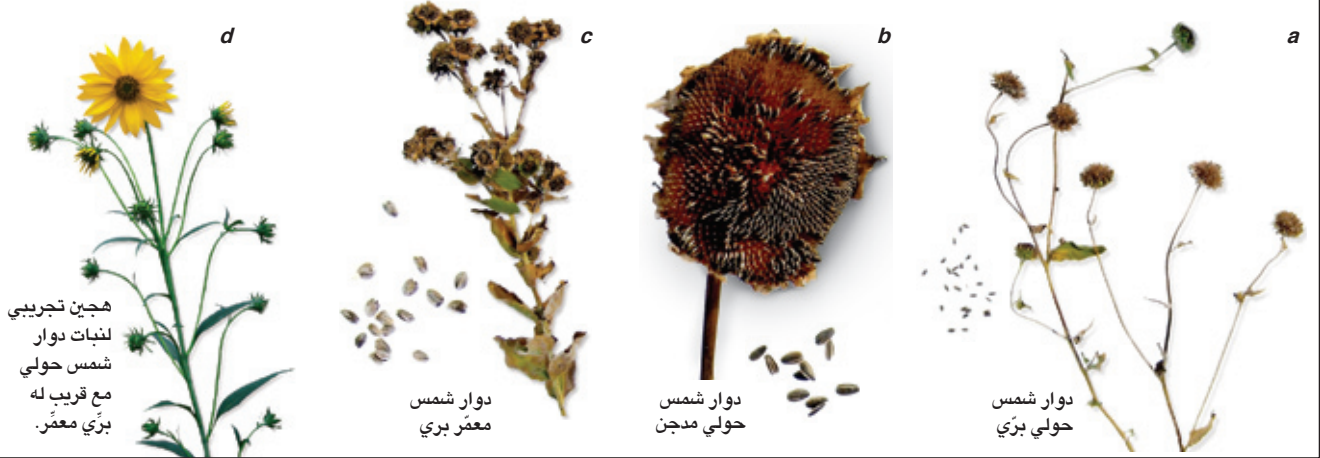 a
دوار شمس
حولي برّي
b
دوار شمس
حولي مدجن
c
دوار شمس
معمّر بري
d
هجين تجريبي
لنبات دوار
شمس حولي
مع قريب له
برِّي معمِّر.